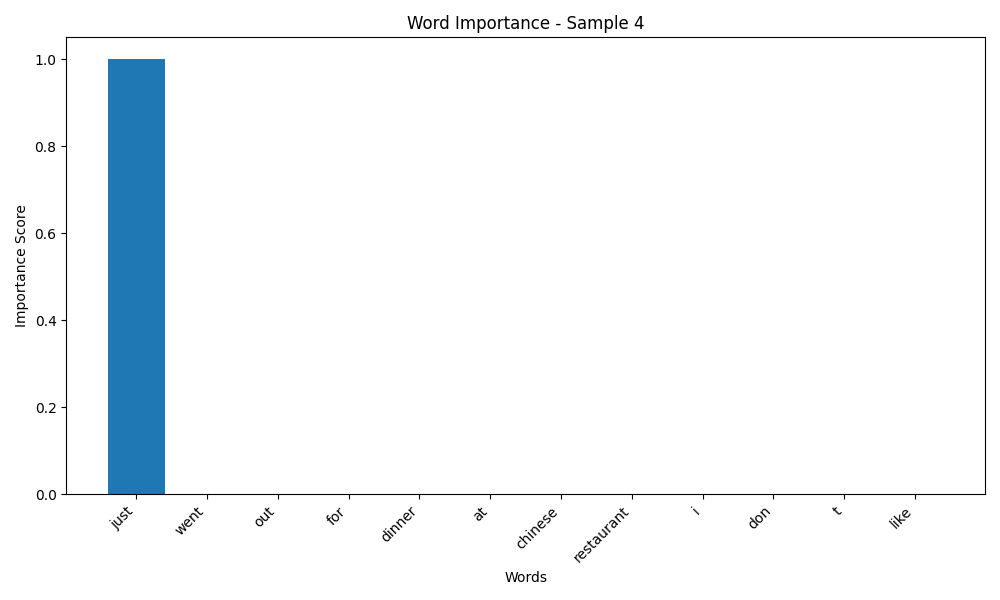 Word Importance - Sample 4
Importance Score
1.0
0.8
0.6
0.4
0.2
0.0
just went out for dinner at chinese restaurant i don t like
Words